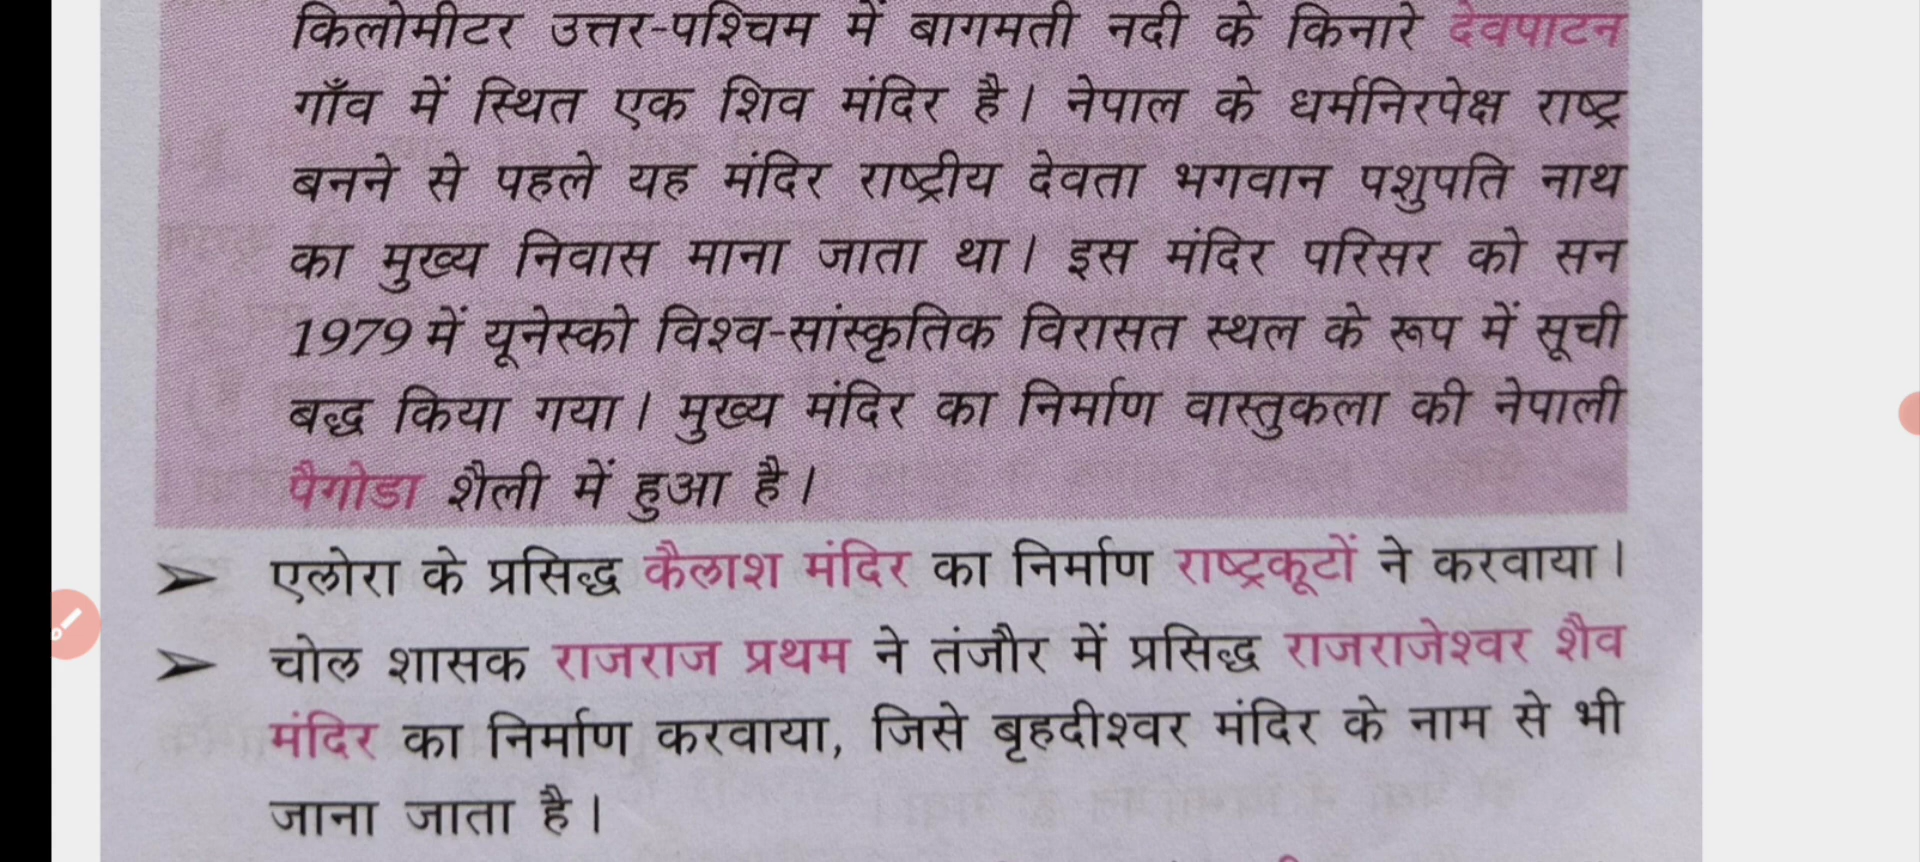 किलोमीटर उत्तर-पश्चिम में बागमती नदी के किनारे देवपाटन
गाँव में स्थित एक शिव मंदिर है। नेपाल के धर्मनिरपेक्ष राष्ट्र
बनने से पहले यह मंदिर राष्ट्रीय देवता भगवान पशुपति नाथ
का मुख्य निवास माना जाता था। इस मंदिर परिसर को सन
1979 में यूनेस्को विश्व-सांस्कृतिक विरासत स्थल के रूप में सूची
बद्ध किया गया। मुख्य मंदिर का निर्माण वास्तुकला की नेपाली
पैगोडा शैली में हुआ है।
➢ एलोरा के प्रसिद्ध कैलाश मंदिर का निर्माण राष्ट्रकूटों ने करवाया।
➢ चोल शासक राजराज प्रथम ने तंजौर में प्रसिद्ध राजराजेश्वर शैव
मंदिर का निर्माण करवाया, जिसे बृहदीश्वर मंदिर के नाम से भी
जाना जाता है।